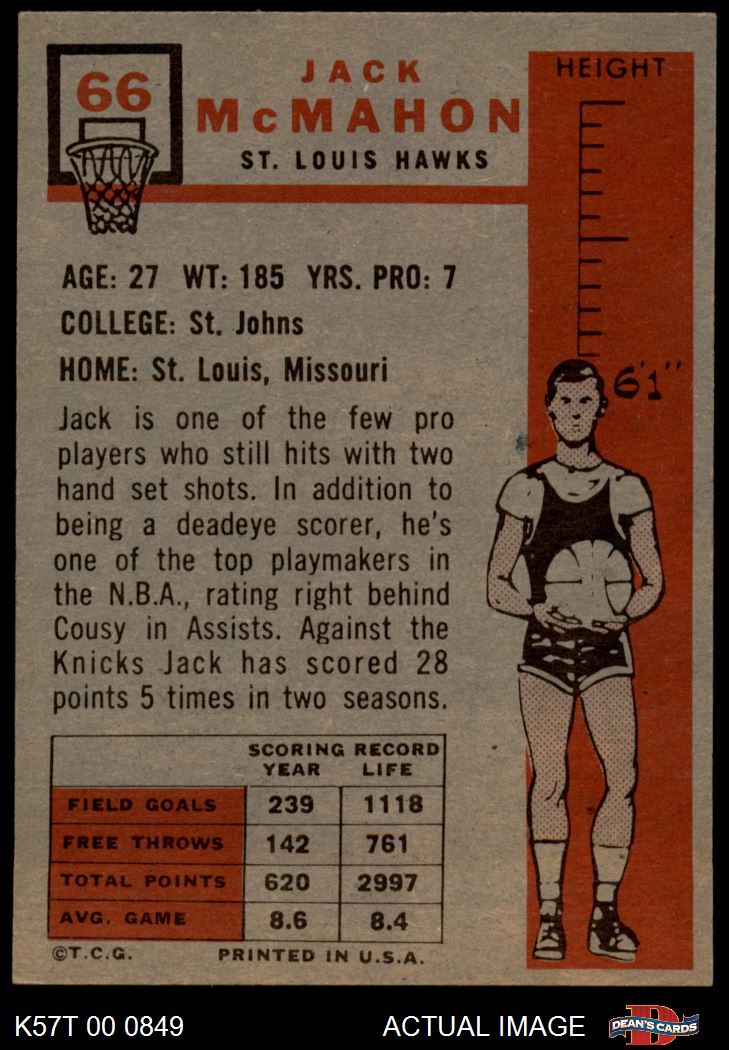 66
JACK
McMAHON
ST. LOUIS HAWKS
HEIGHT
6'1"
AGE: 27 WT: 185 YRS. PRO: 7
COLLEGE: St. Johns
HOME: St. Louis, Missouri
Jack is one of the few pro
players who still hits with two
hand set shots. In addition to
being a deadeye scorer, he's
one of the top playmakers in
the N.B.A., rating right behind
Cousy in Assists. Against the
Knicks Jack has scored 28
points 5 times in two seasons.
SCORING RECORD
YEAR LIFE
FIELD GOALS 239 1118
FREE THROWS 142 761
TOTAL POINTS 620 2997
AVG. GAME 8.6 8.4
©T.C.G. PRINTED IN U.S.A.
K57T 00 0849 ACTUAL IMAGE
D
DEAN'S CARDS